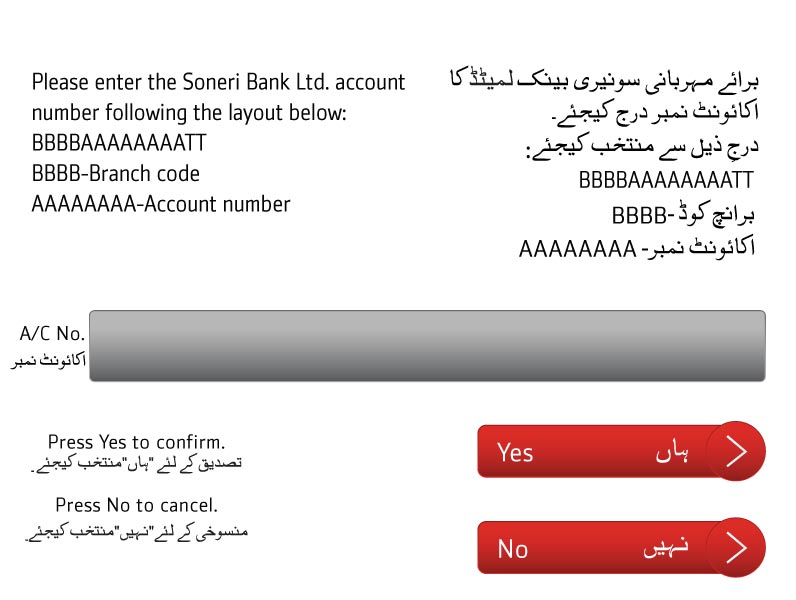 Please enter the Soneri Bank Ltd. account
number following the layout below:
BBBBAAAAAAAATT
BBBB-Branch code
AAAAAAAA-Account number
برائے مہربانی سونیری بینک لمیٹڈ کا
اکائونٹ نمبر درج کیجئے۔
درجِ ذیل سے منتخب کیجئے:
BBBBAAAAAAAATT
برانچ کوڈ -BBBB
اکائونٹ نمبر- AAAAAAAA
A/C No.
اکائونٹ نمبر
Press Yes to confirm.
تصدیق کے لئے "ہاں"منتخب کیجئے۔
Yes ہاں
Press No to cancel.
منسوخی کے لئے"نہیں"منتخب کیجئے۔
No نہیں